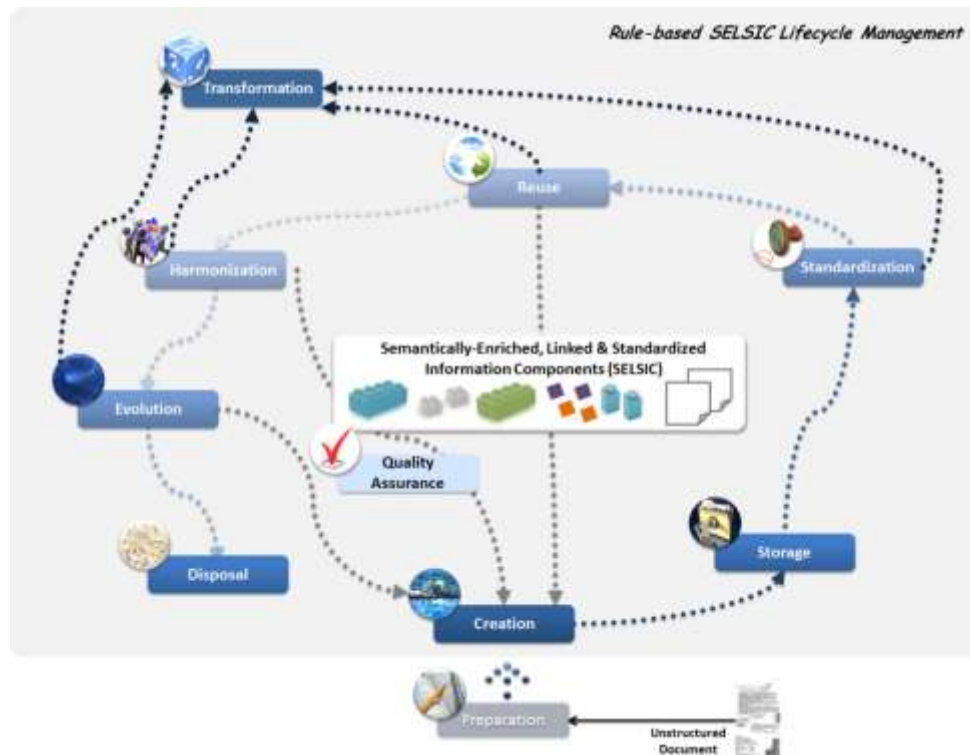 Rule-based SELSIC Lifecycle Management
Transformation
Reuse
Harmonization
Standardization
Semantically-Enriched, Linked & Standardized
Information Components (SELSIC)
Evolution
Quality
Assurance
Storage
Disposal
Creation
Preparation
Unstructured
Document